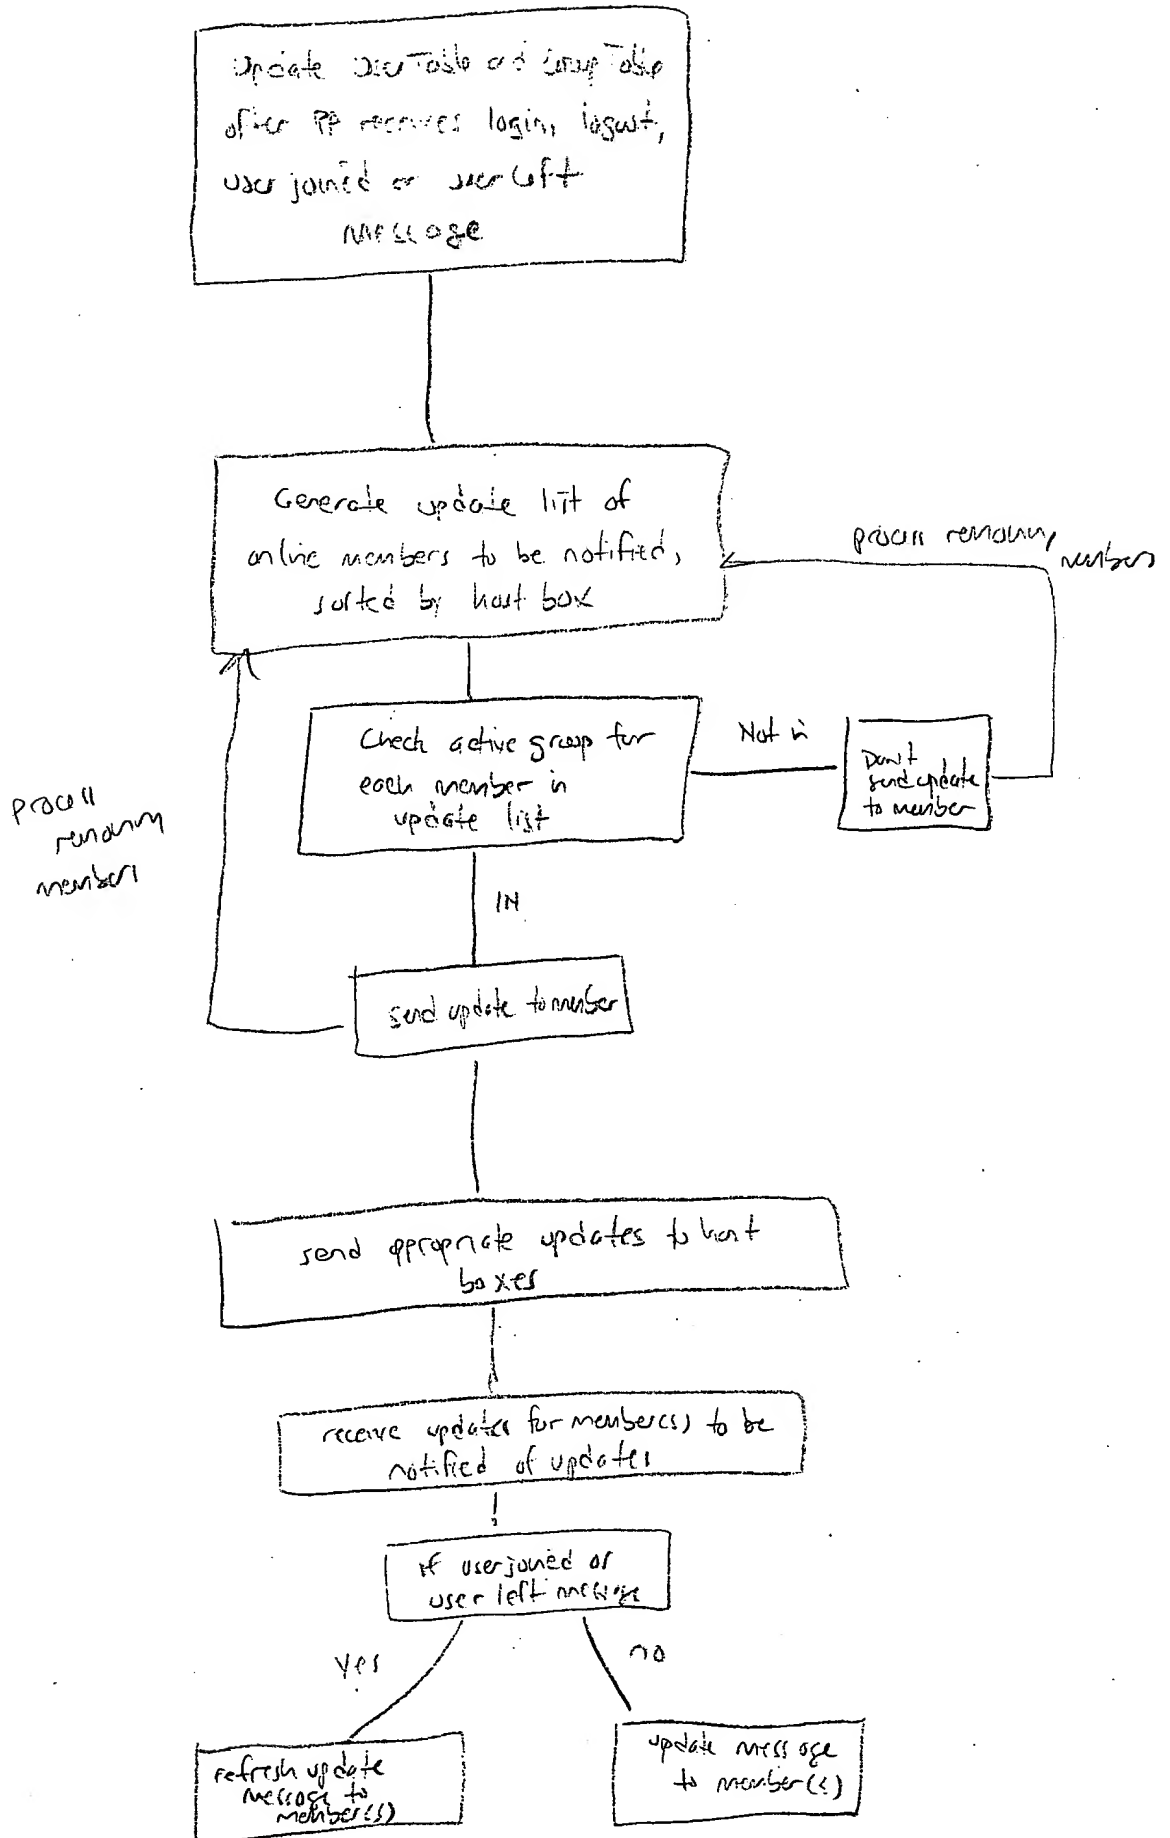 Update UserTable and GroupTable
after PP receives login, logout,
user joined or user left
message
Generate update list of
online members to be notified,
sorted by host box
process remaining
members
Check active group for
each member in
update list
Not in
Don't
send update
to member
process
remaining
members
IN
send update to member
send appropriate updates to host
boxes
receive updates for member(s) to be
notified of updates
if user joined or
user left message
yes
no
refresh update
message to
member(s)
update message
to member(s)